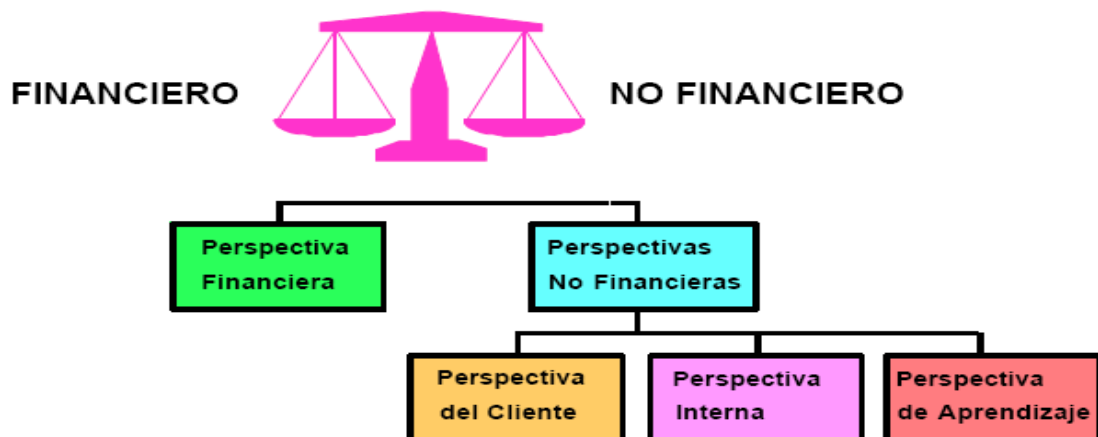 FINANCIERO
NO FINANCIERO
Perspectiva
Financiera
Perspectivas
No Financieras
Perspectiva
del Cliente
Perspectiva
Interna
Perspectiva
de Aprendizaje